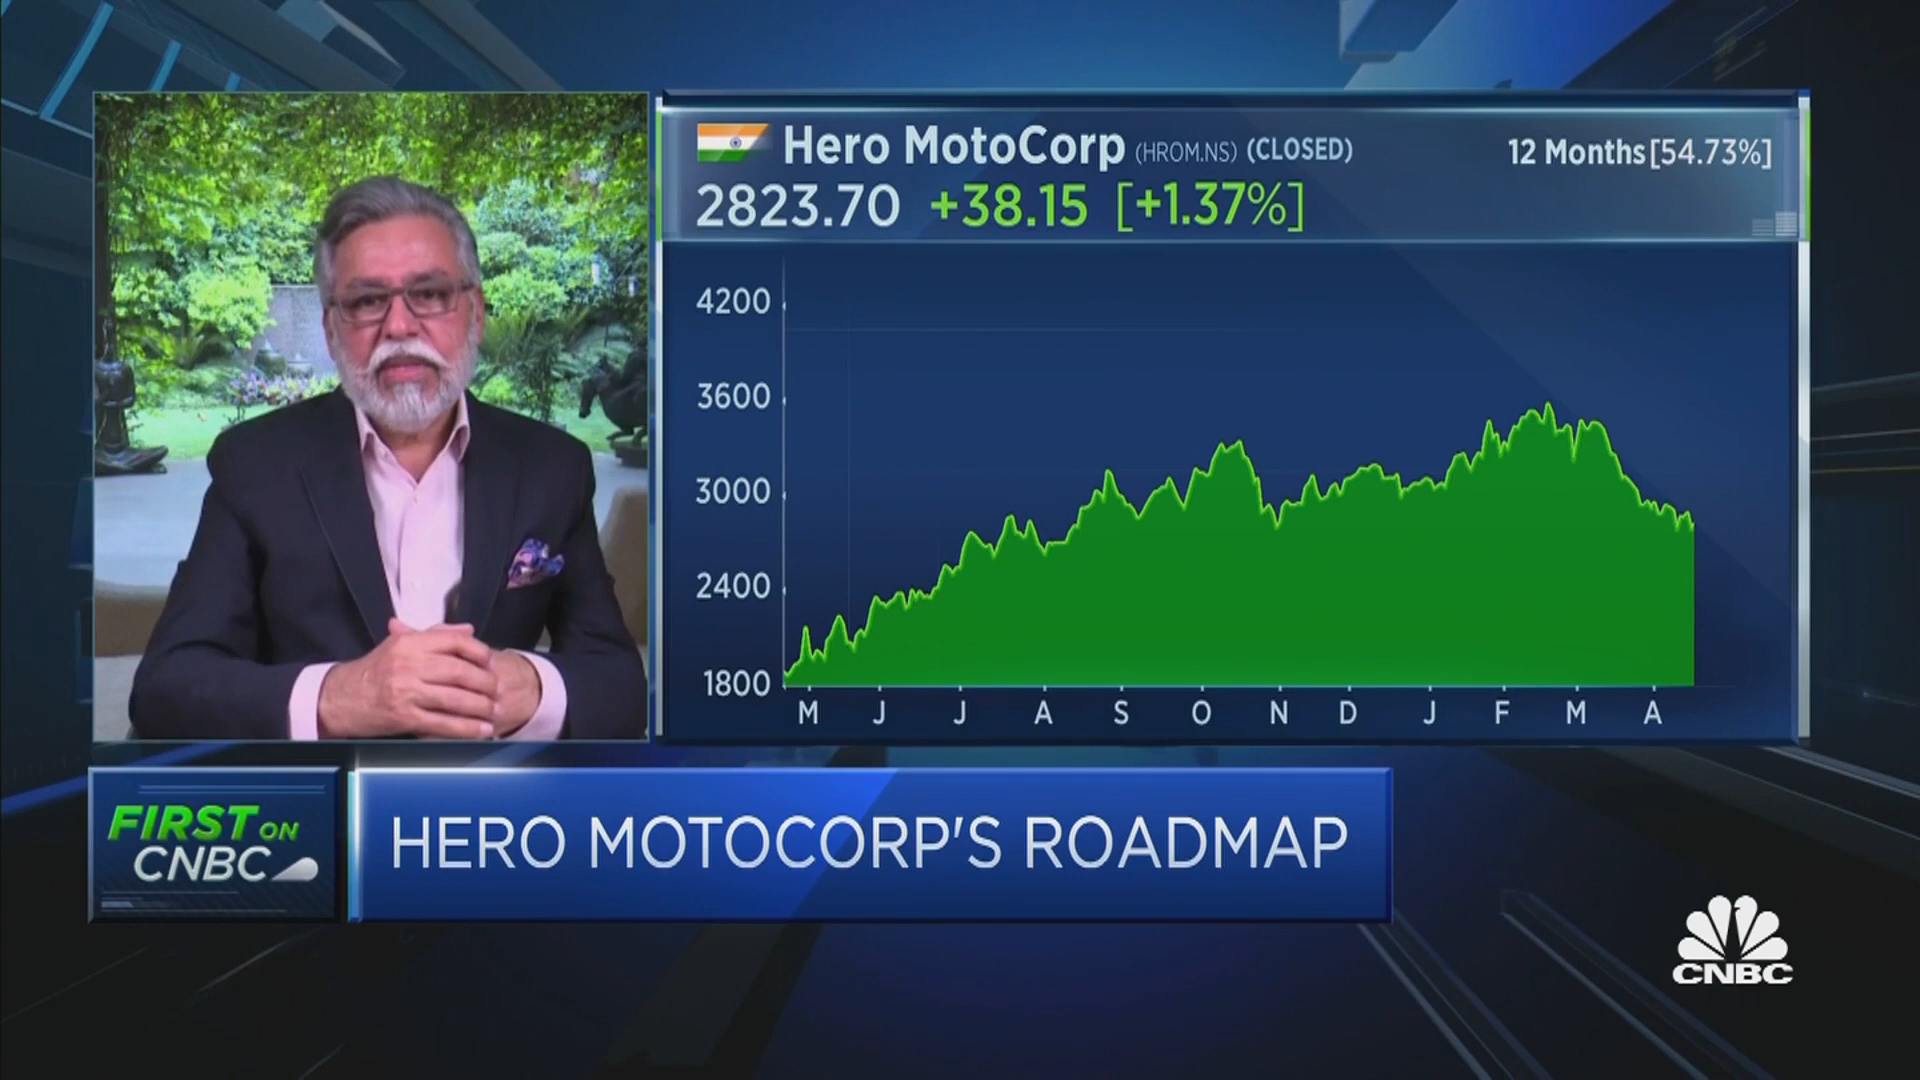 Hero MotoCorp (HROM.NS) (CLOSED)
12 Months[54.73%]
2823.70 +38.15 [+1.37%]
4200
3600
3000
2400
1800
M J J A S O N D J F M A
FIRST ON
CNBC
HERO MOTOCORP'S ROADMAP
CNBC